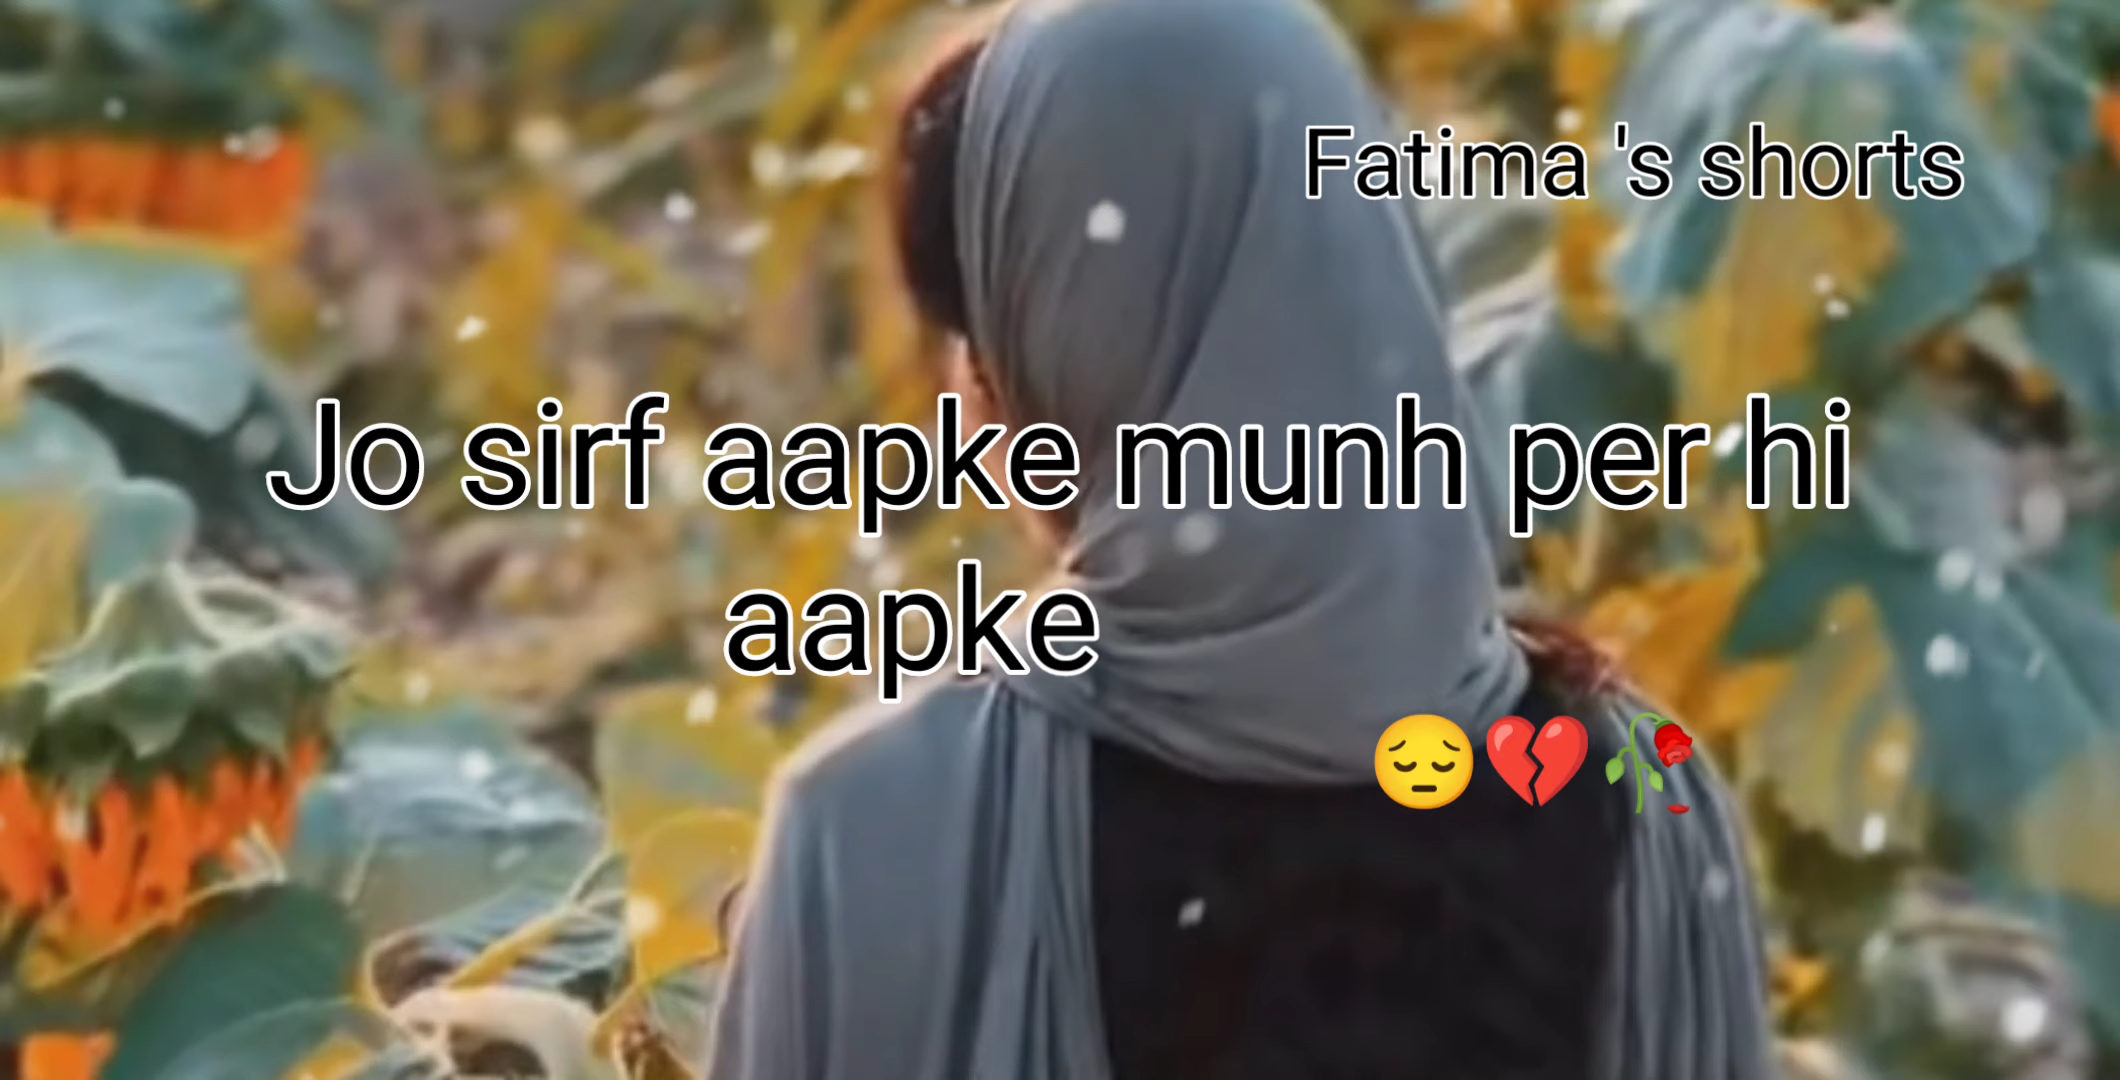 Fatima 's shorts
Jo sirf aapke munh per hi
aapke
😔💔🥀